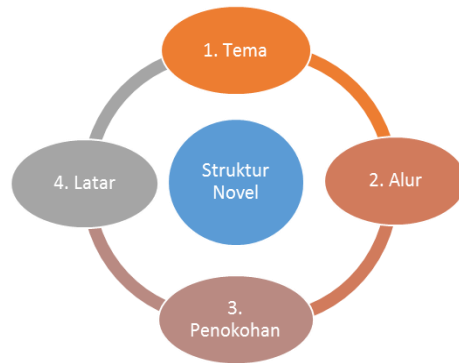 1. Tema
2. Alur
3.
Penokohan
4. Latar
Struktur
Novel